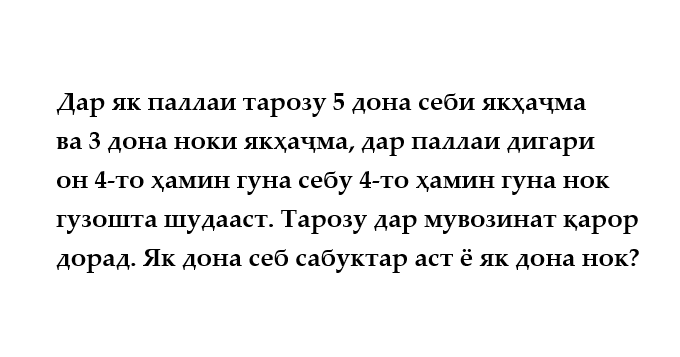 Дар як паллаи тарозу 5 дона себи якҳаҷма
ва 3 дона ноки якҳаҷма, дар паллаи дигари
он 4-то ҳамин гуна себу 4-то ҳамин гуна нок
гузошта шудааст. Тарозу дар мувозинат қарор
дорад. Як дона себ сабуктар аст ё як дона нок?